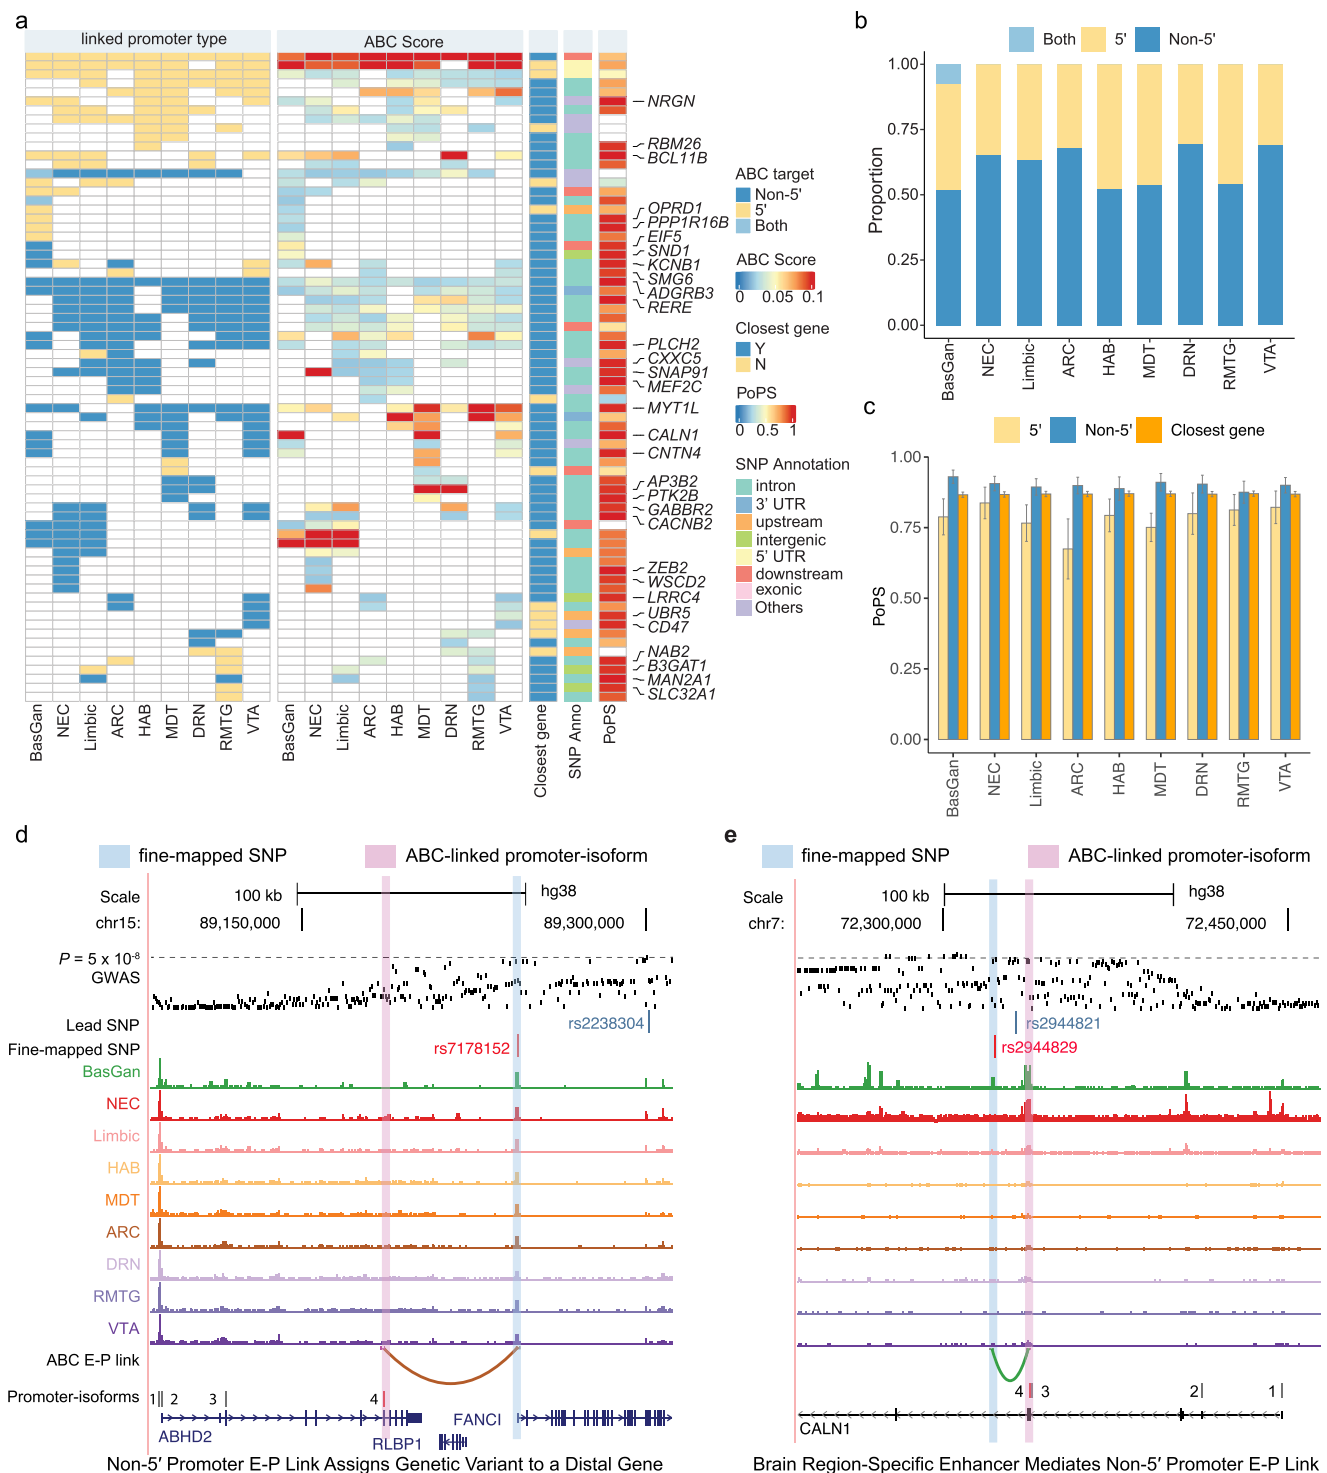 a
linked promoter type
ABC Score
NRGN
RBM26
BCL11B
OPRD1
PPP1R16B
EIF5
SND1
KCNB1
SMG6
ADGRB3
RERE
PLCH2
CXXC5
SNAP91
MEF2C
MYT1L
CALN1
CNTN4
AP3B2
PTK2B
GABBR2
CACNB2
ZEB2
WSCD2
LRRC4
UBR5
CD47
NAB2
B3GAT1
MAN2A1
SLC32A1
BasGan
NEC
Limbic
ARC
HAB
MDT
DRN
RMTG
VTA
BasGan
NEC
Limbic
ARC
HAB
MDT
DRN
RMTG
VTA
Closest gene
SNP Anno
PoPS
ABC target
Non-5'
5'
Both
ABC Score
0 0.05 0.1
Closest gene
Y
N
PoPS
0 0.5 1
SNP Annotation
intron
3' UTR
upstream
intergenic
5' UTR
downstream
exonic
Others
b
Both 5' Non-5'
Proportion
1.00
0.75
0.50
0.25
0.00
BasGan
NEC
Limbic
ARC
HAB
MDT
DRN
RMTG
VTA
c
5' Non-5' Closest gene
PoPS
1.00
0.75
0.50
0.25
0.00
BasGan
NEC
Limbic
ARC
HAB
MDT
DRN
RMTG
VTA
d
fine-mapped SNP ABC-linked promoter-isoform
Scale 100 kb hg38
chr15: 89,150,000 89,300,000
P = 5 x 10-8
GWAS
Lead SNP rs2238304
Fine-mapped SNP rs7178152
BasGan
NEC
Limbic
HAB
MDT
ARC
DRN
RMTG
VTA
ABC E-P link
Promoter-isoforms 1 2 3 4
FANCI
ABHD2
RLBP1
Non-5′ Promoter E-P Link Assigns Genetic Variant to a Distal Gene
e
fine-mapped SNP ABC-linked promoter-isoform
Scale 100 kb hg38
chr7: 72,300,000 72,450,000
rs2944821
rs2944829
4 3 2 1
CALN1
Brain Region-Specific Enhancer Mediates Non-5′ Promoter E-P Link